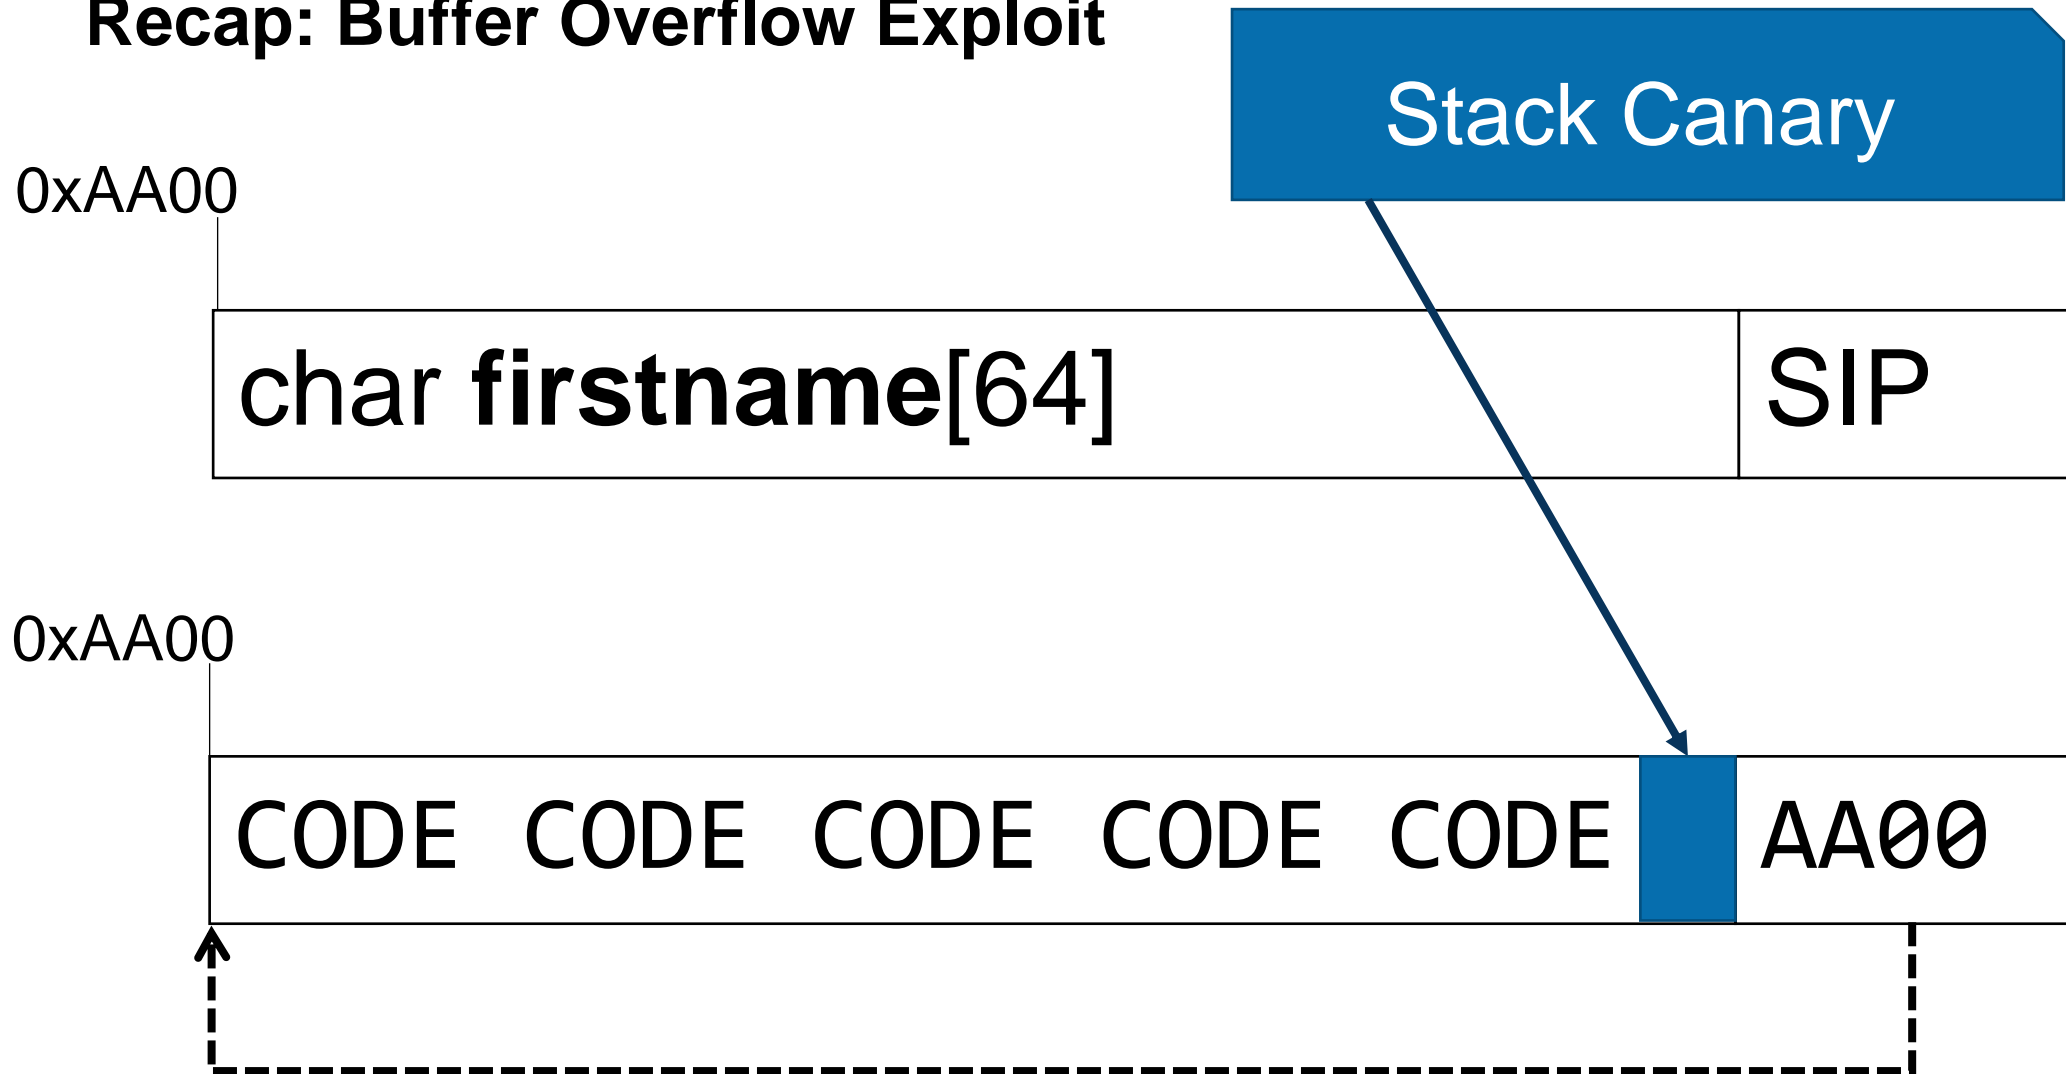 Recap: Buffer Overflow Exploit
Stack Canary
0xAA00
char firstname[64]
SIP
0xAA00
CODE CODE CODE CODE CODE
AA00